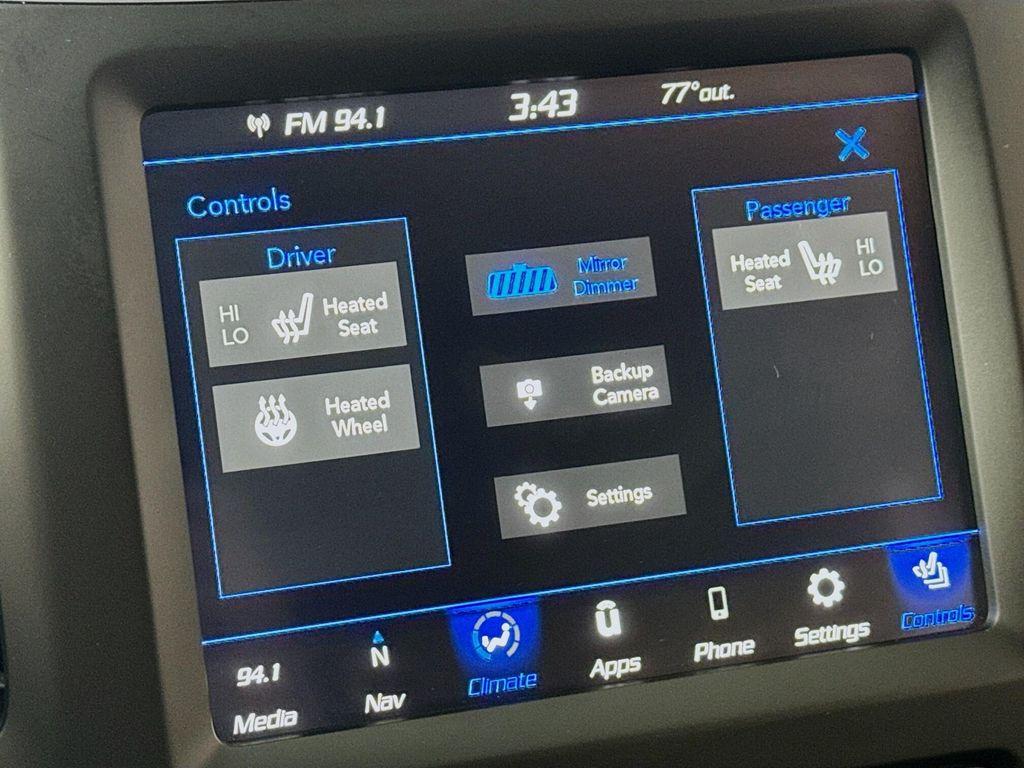 FM 94.1
3:43
77°out.
Controls
Driver
HI
LO
Heated
Seat
Heated
Wheel
Mirror
Dimmer
Backup
Camera
Settings
Passenger
Heated
Seat
HI
LO
94.1
Media
N
Nav
Climate
Apps
Phone
Settings
Controls